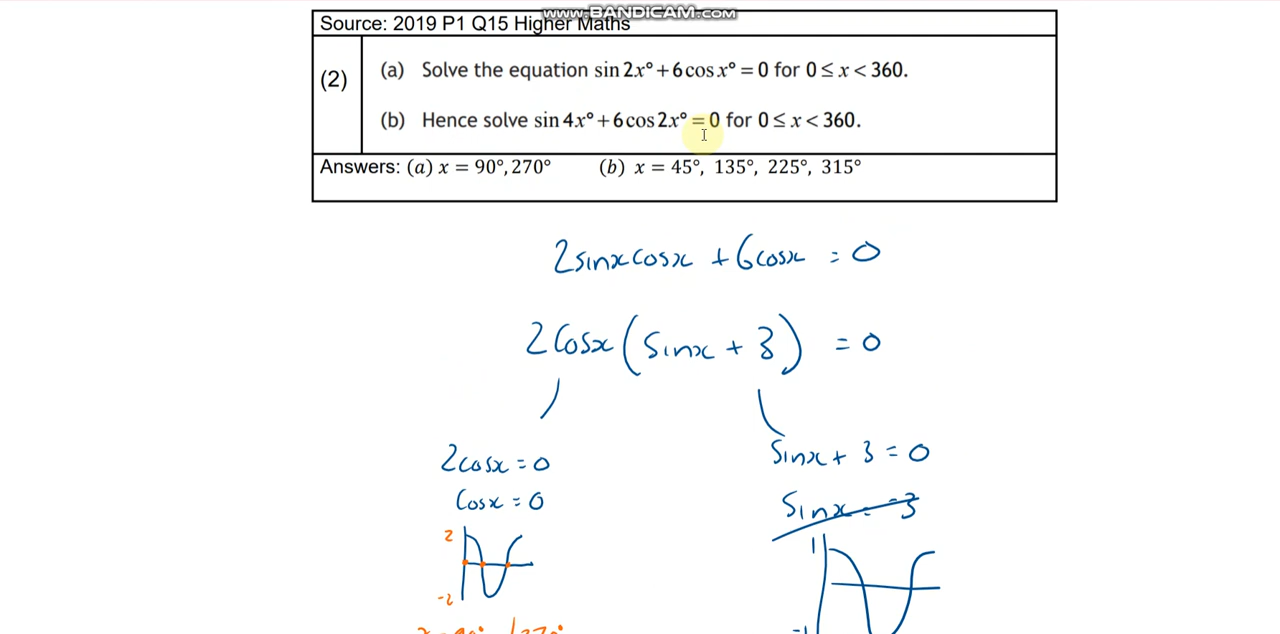 www.BANDICAM.com
Source: 2019 P1 Q15 Higher Maths
(2)
(a) Solve the equation sin 2x° + 6 cos x° = 0 for 0 ≤ x < 360.
(b) Hence solve sin 4x° + 6 cos 2x° = 0 for 0 ≤ x < 360.
Answers: (a) x = 90°, 270° (b) x = 45°, 135°, 225°, 315°
2sinxcosx + 6cosx = 0
2cosx (sinx + 3) = 0
2cosx = 0
sinx + 3 = 0
cosx = 0
sinx = -3
2
-2
1
-1